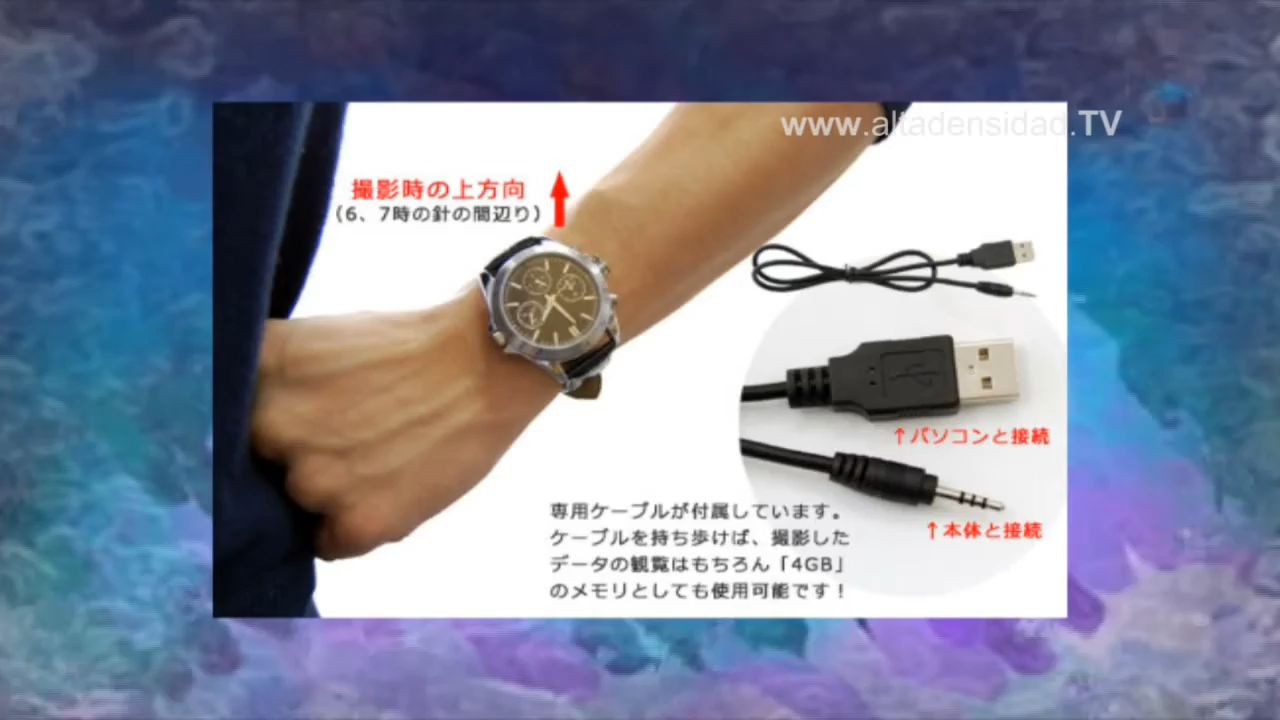 www.altadensidad.TV
撮影時の上方向
（6、7時の針の間辺り）
↑パソコンと接続
↑本体と接続
専用ケーブルが付属しています。
ケーブルを持ち歩けば、撮影した
データの観覧はもちろん「4GB」
のメモリとしても使用可能です！